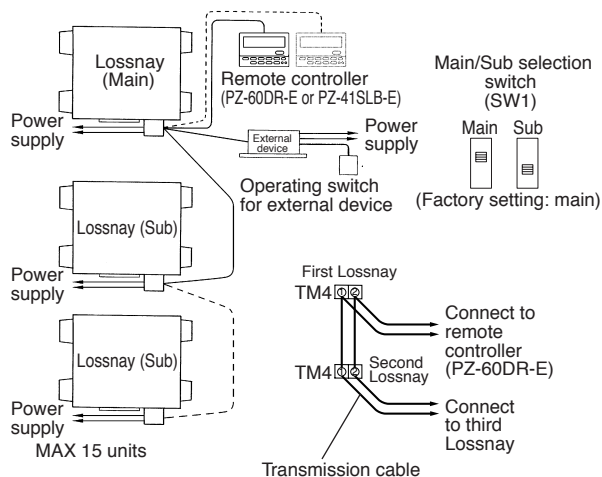 Lossnay
(Main)
Remote controller
(PZ-60DR-E or PZ-41SLB-E)
Power
supply
External
device
Power
supply
Operating switch
for external device
Main/Sub selection
switch
(SW1)
Main Sub
(Factory setting: main)
Lossnay (Sub)
Power
supply
Lossnay (Sub)
Power
supply
MAX 15 units
First Lossnay
TM4
Connect to
remote
controller
(PZ-60DR-E)
TM4
Second
Lossnay
Connect
to third
Lossnay
Transmission cable